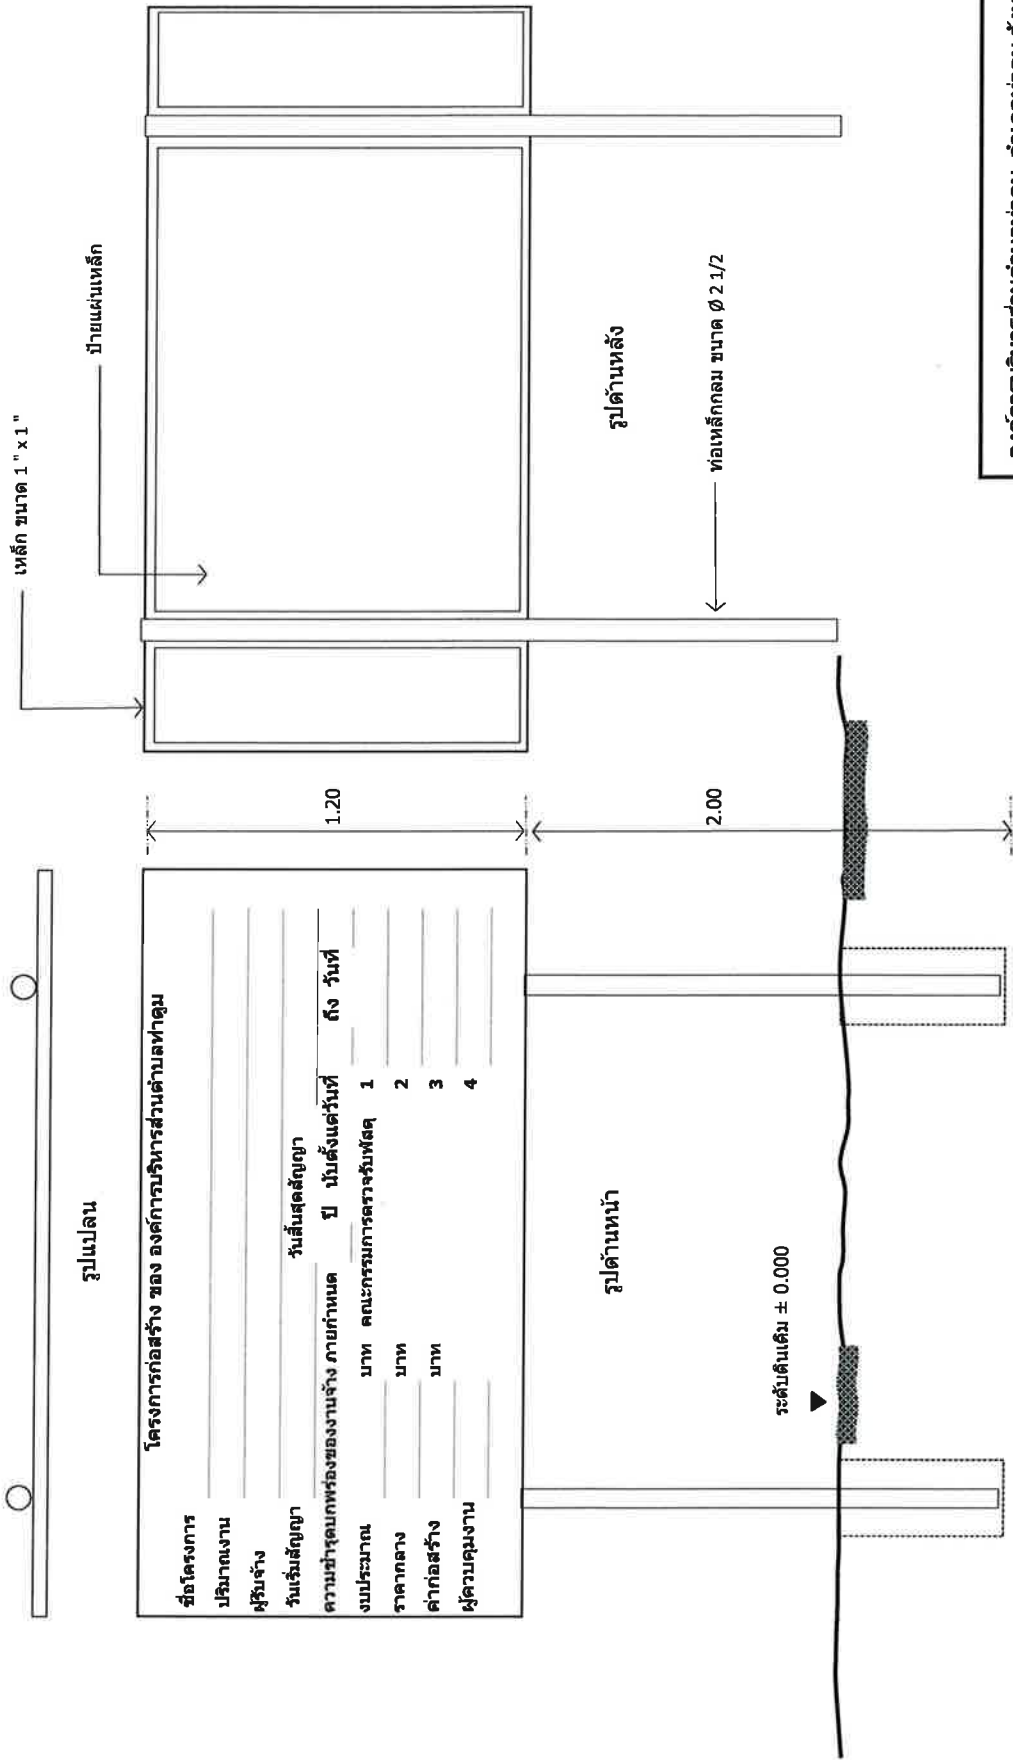 รูปแปลน
โครงการก่อสร้าง ของ องค์การบริหารส่วนตำบลท่าตูม
ชื่อโครงการ
ปริมาณงาน
ผู้รับจ้าง
วันเริ่มสัญญา วันสิ้นสุดสัญญา
ความชำรุดบกพร่องของงานจ้าง ภายกำหนด ปี นับตั้งแต่วันที่ ถึง วันที่
งบประมาณ บาท คณะกรรมการตรวจรับพัสดุ 1
ราคากลาง บาท 2
ค่าก่อสร้าง บาท 3
ผู้ควบคุมงาน 4
รูปด้านหน้า
ระดับดินเดิม ± 0.000
1.20
2.00
เหล็ก ขนาด 1 " x 1 "
ป้ายแผ่นเหล็ก
รูปด้านหลัง
ท่อเหล็กกลม ขนาด Ø 2 1/2